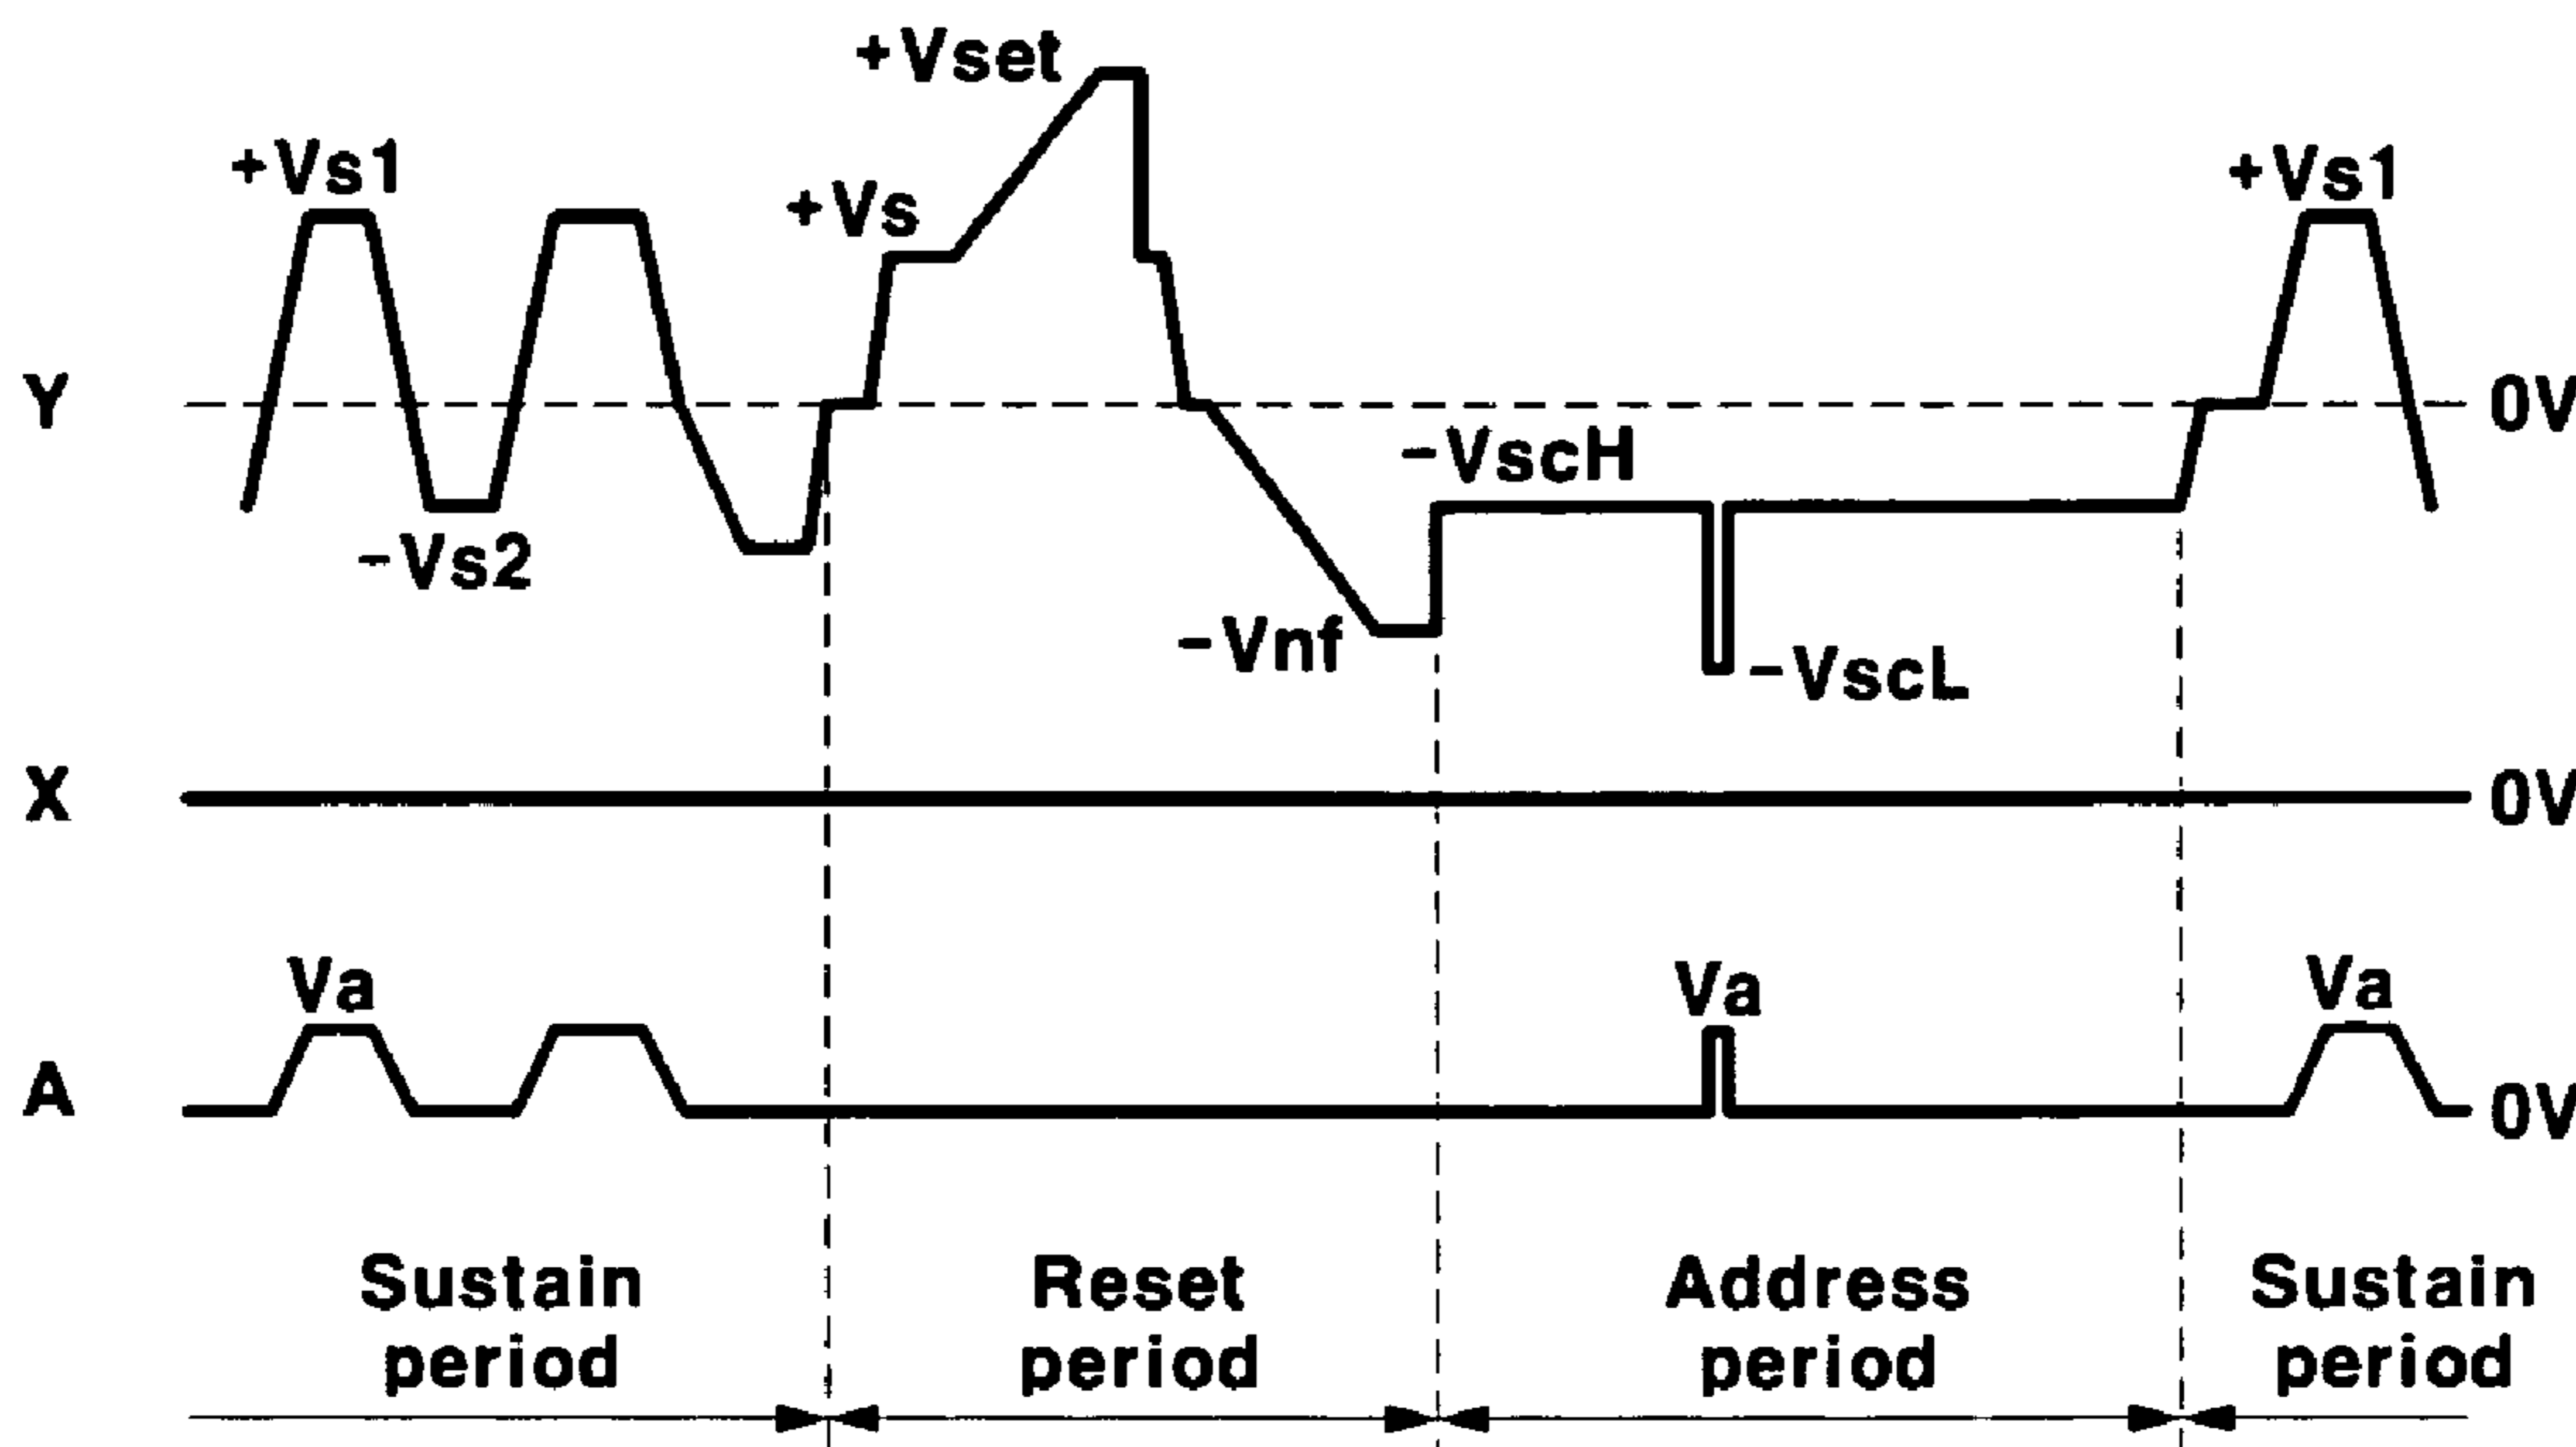 +Vset
+Vs1
+Vs
+Vs1
Y
0V
-VscH
-Vs2
-Vnf
-VscL
X
0V
Va
Va
Va
A
0V
Sustain
period
Reset
period
Address
period
Sustain
period